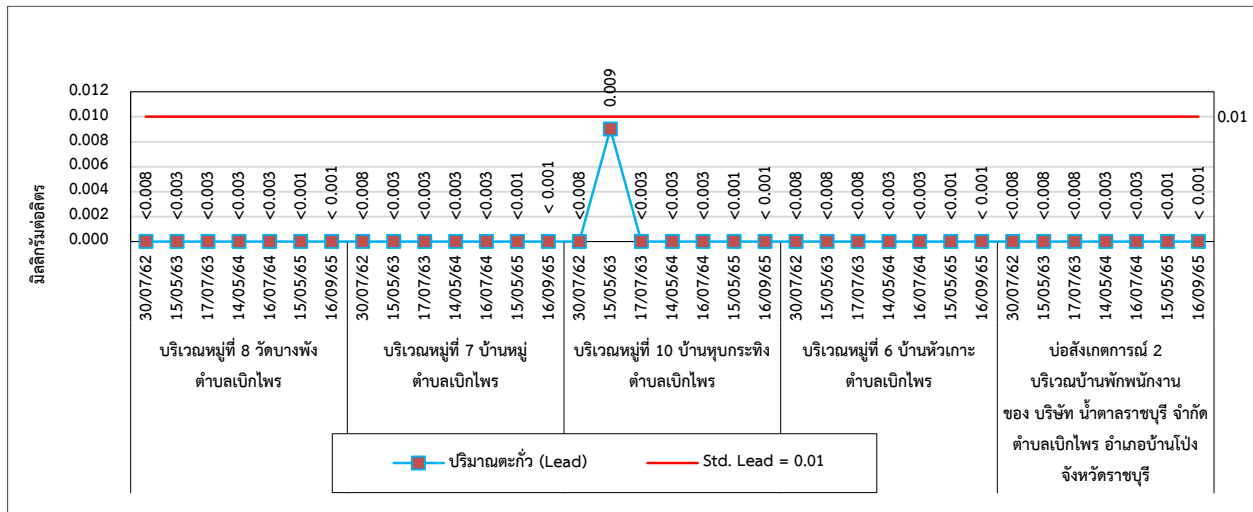 มิลลิกรัมต่อลิตร
0.012
0.010
0.008
0.006
0.004
0.002
0.000
0.01
<0.008 <0.003 <0.003 <0.003 <0.003 <0.001 < 0.001
<0.008 <0.003 <0.003 <0.003 <0.003 <0.001 < 0.001
<0.008 0.009 <0.003 <0.003 <0.003 <0.001 < 0.001
<0.008 <0.008 <0.008 <0.003 <0.003 <0.001 < 0.001
<0.008 <0.008 <0.008 <0.003 <0.003 <0.001 < 0.001
30/07/62 15/05/63 17/07/63 14/05/64 16/07/64 15/05/65 16/09/65
30/07/62 15/05/63 17/07/63 14/05/64 16/07/64 15/05/65 16/09/65
30/07/62 15/05/63 17/07/63 14/05/64 16/07/64 15/05/65 16/09/65
30/07/62 15/05/63 17/07/63 14/05/64 16/07/64 15/05/65 16/09/65
30/07/62 15/05/63 17/07/63 14/05/64 16/07/64 15/05/65 16/09/65
บริเวณหมู่ที่ 8 วัดบางพัง
ตำบลเบิกไพร
บริเวณหมู่ที่ 7 บ้านหมู่
ตำบลเบิกไพร
บริเวณหมู่ที่ 10 บ้านหุบกระทิง
ตำบลเบิกไพร
บริเวณหมู่ที่ 6 บ้านหัวเกาะ
ตำบลเบิกไพร
บ่อสังเกตการณ์ 2
บริเวณบ้านพักพนักงาน
ของ บริษัท น้ำตาลราชบุรี จำกัด
ตำบลเบิกไพร อำเภอบ้านโป่ง
จังหวัดราชบุรี
ปริมาณตะกั่ว (Lead)
Std. Lead = 0.01